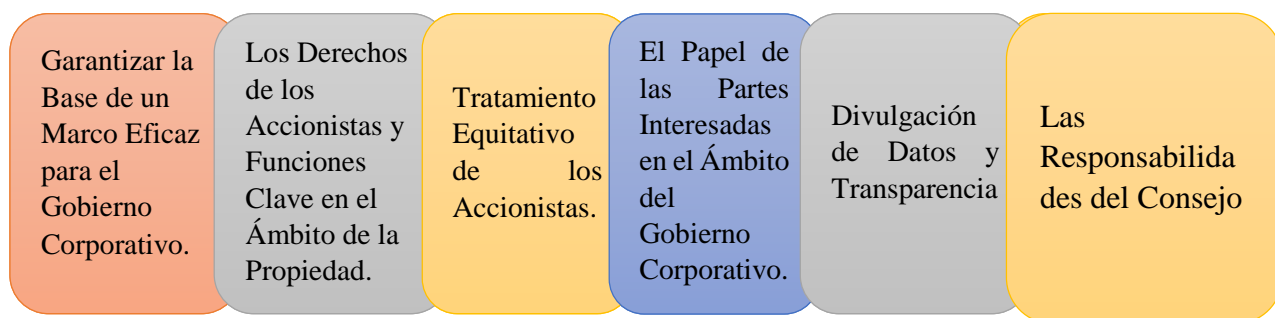 Garantizar la
Base de un
Marco Eficaz
para el
Gobierno
Corporativo.
Los Derechos
de los
Accionistas y
Funciones
Clave en el
Ámbito de la
Propiedad.
Tratamiento
Equitativo
de los
Accionistas.
El Papel de
las Partes
Interesadas
en el Ámbito
del
Gobierno
Corporativo.
Divulgación
de Datos y
Transparencia
Las
Responsabilida
des del Consejo